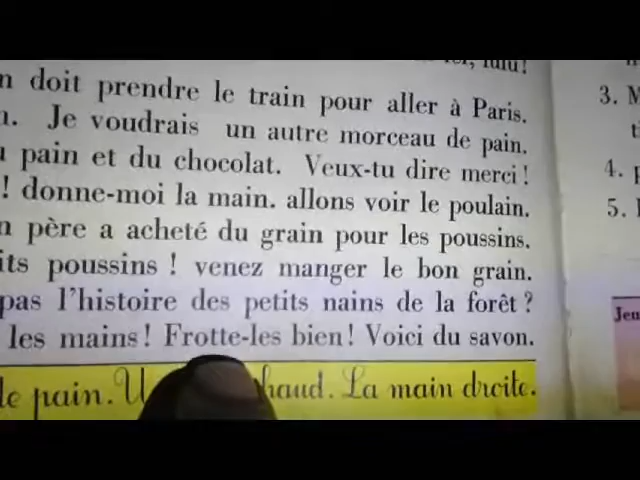 doit prendre le train pour aller à Paris.
Je voudrais un autre morceau de pain.
pain et du chocolat. Veux-tu dire merci !
! donne-moi la main. allons voir le poulain.
père a acheté du grain pour les poussins.
its poussins ! venez manger le bon grain.
pas l'histoire des petits nains de la forêt ?
les mains ! Frotte-les bien ! Voici du savon.
pain. U haud. La main droite.
3. M
4.
5.
Jeu